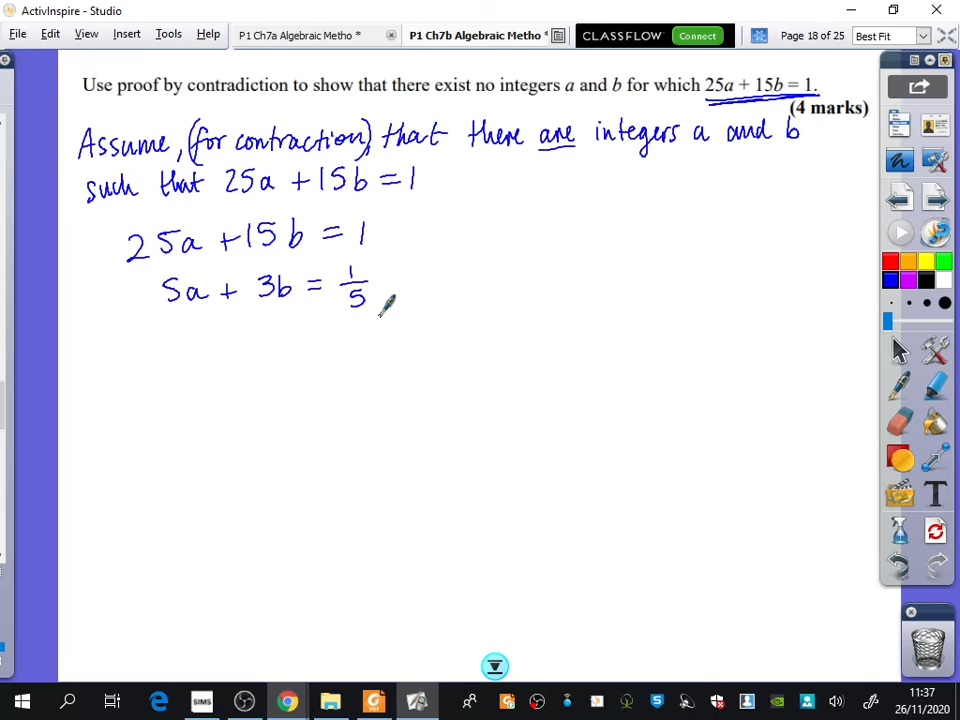 ActivInspire - Studio
File Edit View Insert Tools Help
P1 Ch7a Algebraic Metho *
P1 Ch7b Algebraic Metho *
CLASSFLOW Connect
Page 18 of 25
Best Fit
Use proof by contradiction to show that there exist no integers a and b for which 25a + 15b = 1.
(4 marks)
Assume, (for contraction), that there are integers a and b
such that 25a + 15b = 1
25a + 15b = 1
5a + 3b = 1/5
T
SIMS
S
11:37
26/11/2020